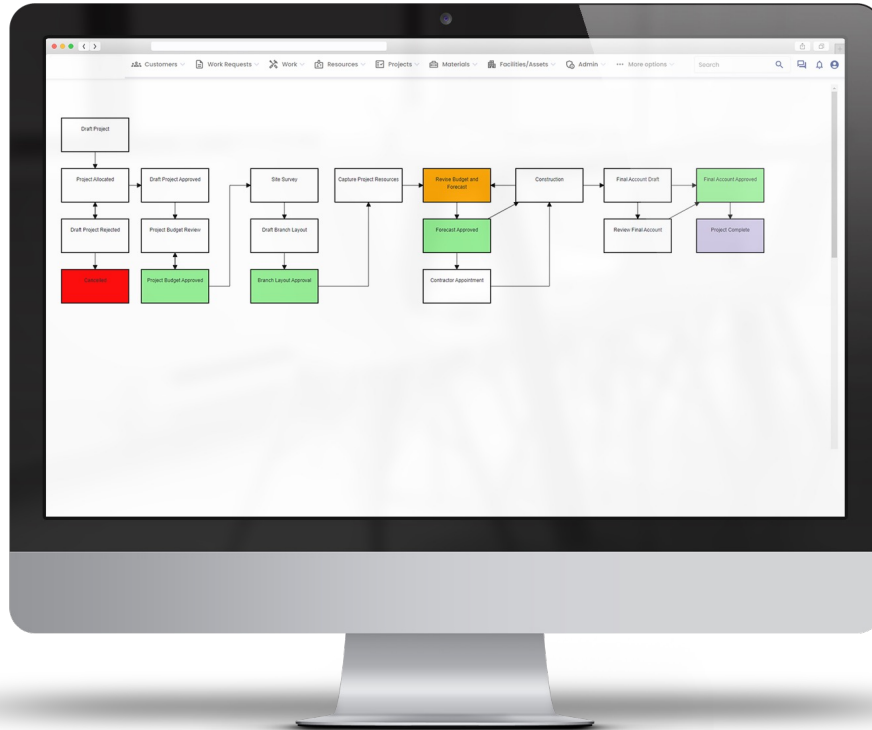 Customers
Work Requests
Work
Resources
Projects
Materials
Facilities/Assets
Admin
More options
Search
Draft Project
Project Allocated
Draft Project Approved
Site Survey
Capture Project Resources
Revise Budget and
Forecast
Construction
Final Account Draft
Final Account Approved
Draft Project Rejected
Project Budget Review
Draft Branch Layout
Forecast Approved
Review Final Account
Project Complete
Project Budget Approved
Branch Layout Approval
Contractor Appointment